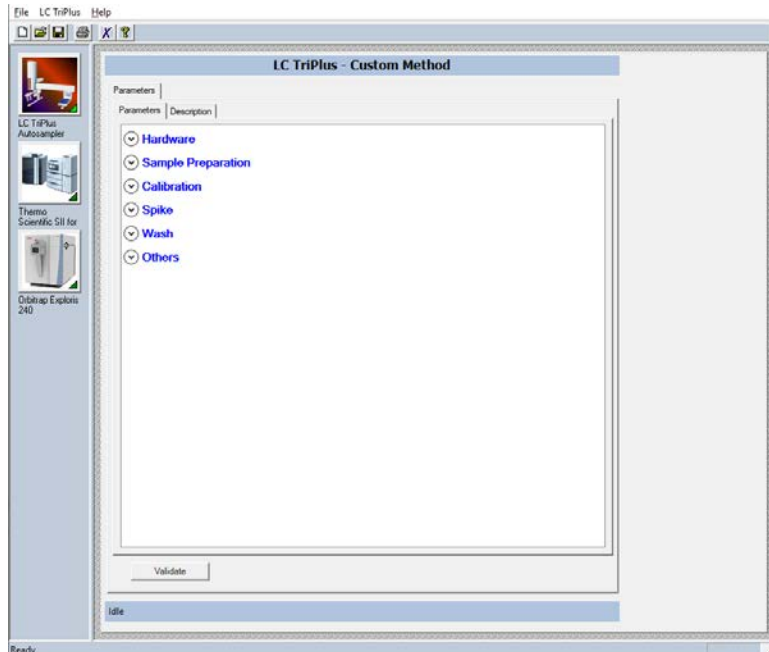 File LC TriPlus Help
LC TriPlus - Custom Method
LC TriPlus
Autosampler
Thermo
Scientific SII for
Orbitrap Exploris
240
Parameters
Parameters Description
Hardware
Sample Preparation
Calibration
Spike
Wash
Others
Validate
Idle
Ready